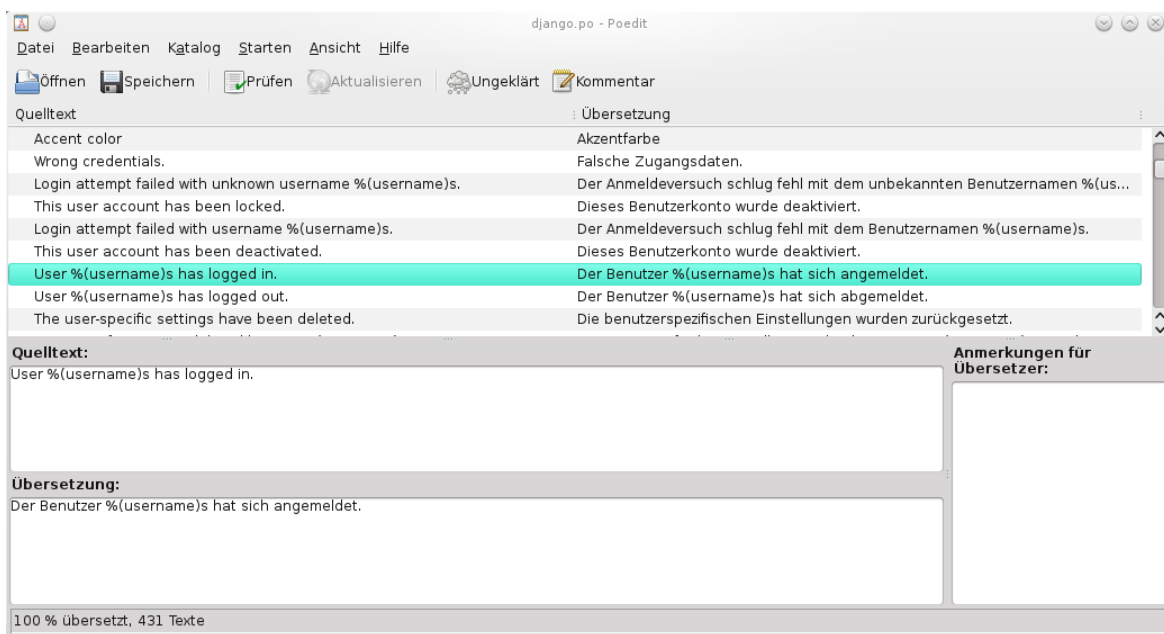 django.po - Poedit
Datei Bearbeiten Katalog Starten Ansicht Hilfe
Öffnen Speichern Prüfen Aktualisieren Ungeklärt Kommentar
Quelltext Übersetzung
Accent color Akzentfarbe
Wrong credentials. Falsche Zugangsdaten.
Login attempt failed with unknown username %(username)s. Der Anmeldeversuch schlug fehl mit dem unbekannten Benutzernamen %(us...
This user account has been locked. Dieses Benutzerkonto wurde deaktiviert.
Login attempt failed with username %(username)s. Der Anmeldeversuch schlug fehl mit dem Benutzernamen %(username)s.
This user account has been deactivated. Dieses Benutzerkonto wurde deaktiviert.
User %(username)s has logged in. Der Benutzer %(username)s hat sich angemeldet.
User %(username)s has logged out. Der Benutzer %(username)s hat sich abgemeldet.
The user-specific settings have been deleted. Die benutzerspezifischen Einstellungen wurden zurückgesetzt.
Quelltext:
User %(username)s has logged in.
Anmerkungen für
Übersetzer:
Übersetzung:
Der Benutzer %(username)s hat sich angemeldet.
100 % übersetzt, 431 Texte